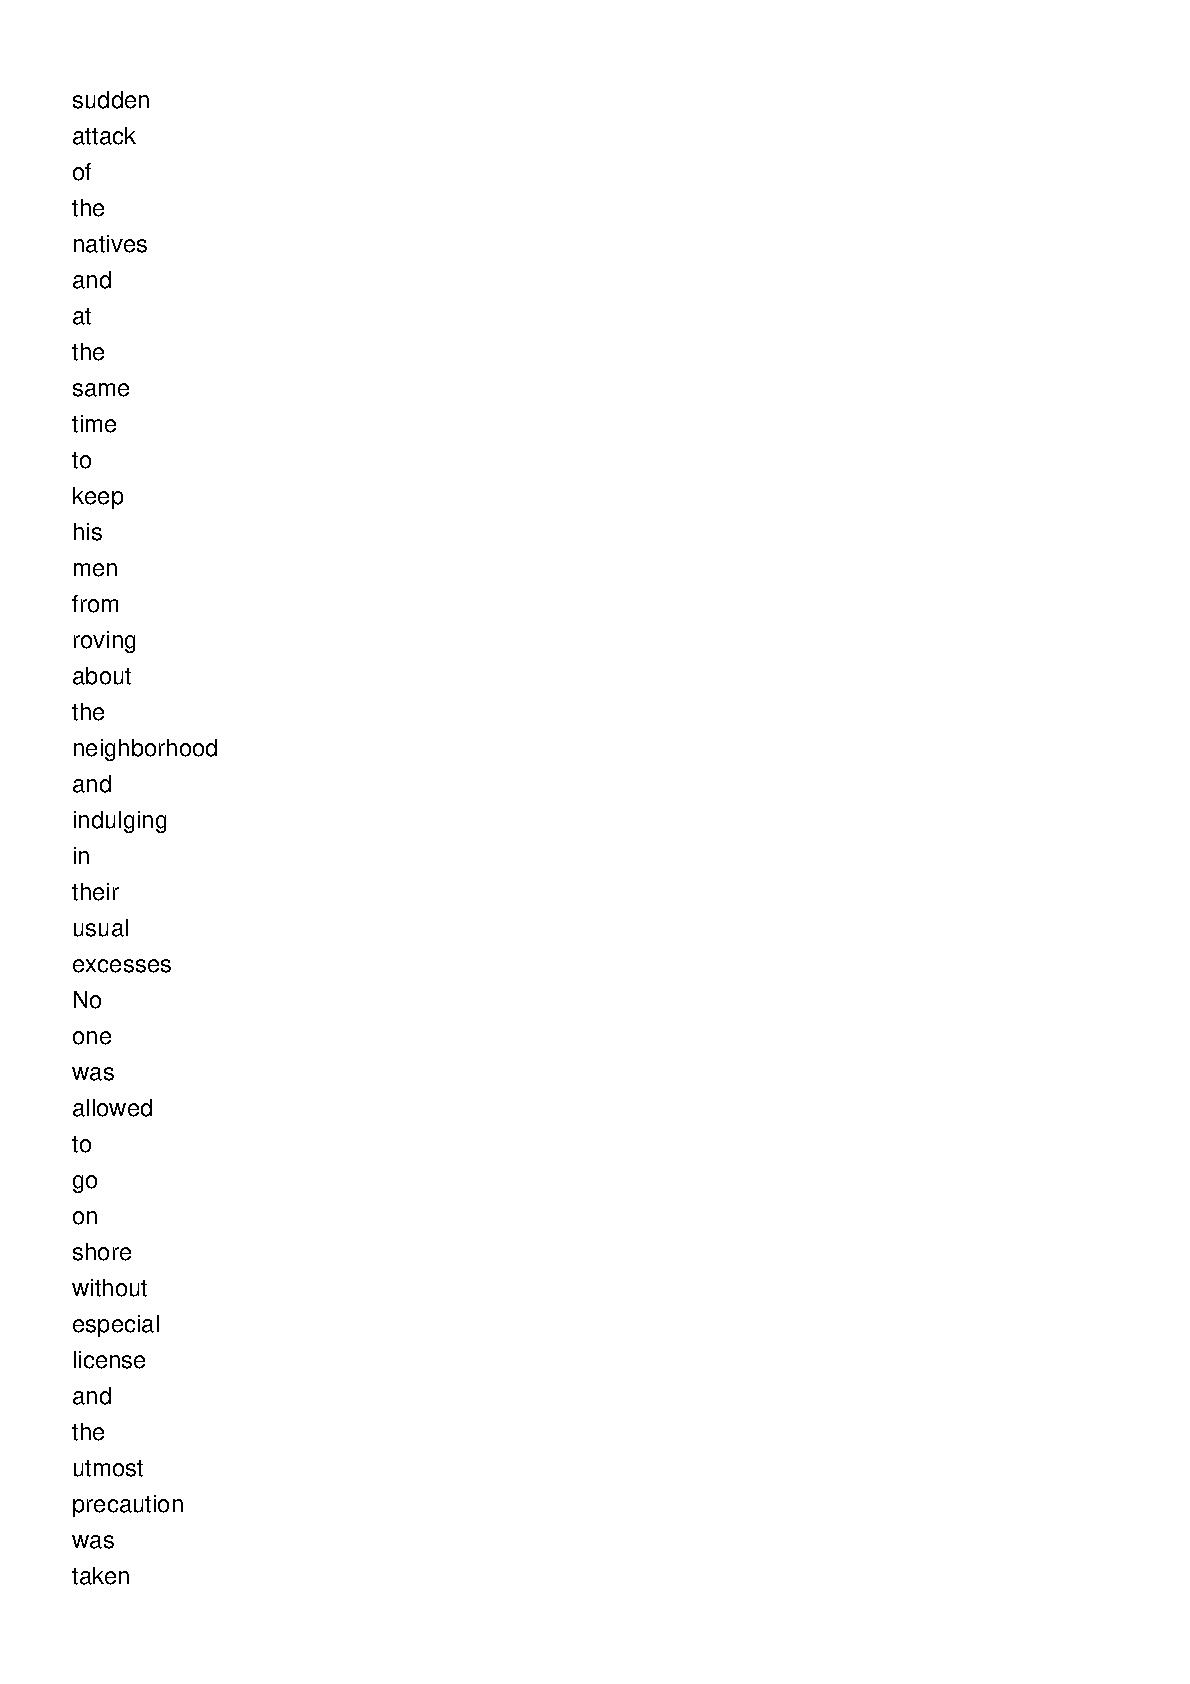 sudden
attack
of
the
natives
and
at
the
same
time
to
keep
his
men
from
roving
about
the
neighborhood
and
indulging
in
their
usual
excesses
No
one
was
allowed
to
go
on
shore
without
especial
license
and
the
utmost
precaution
was
taken